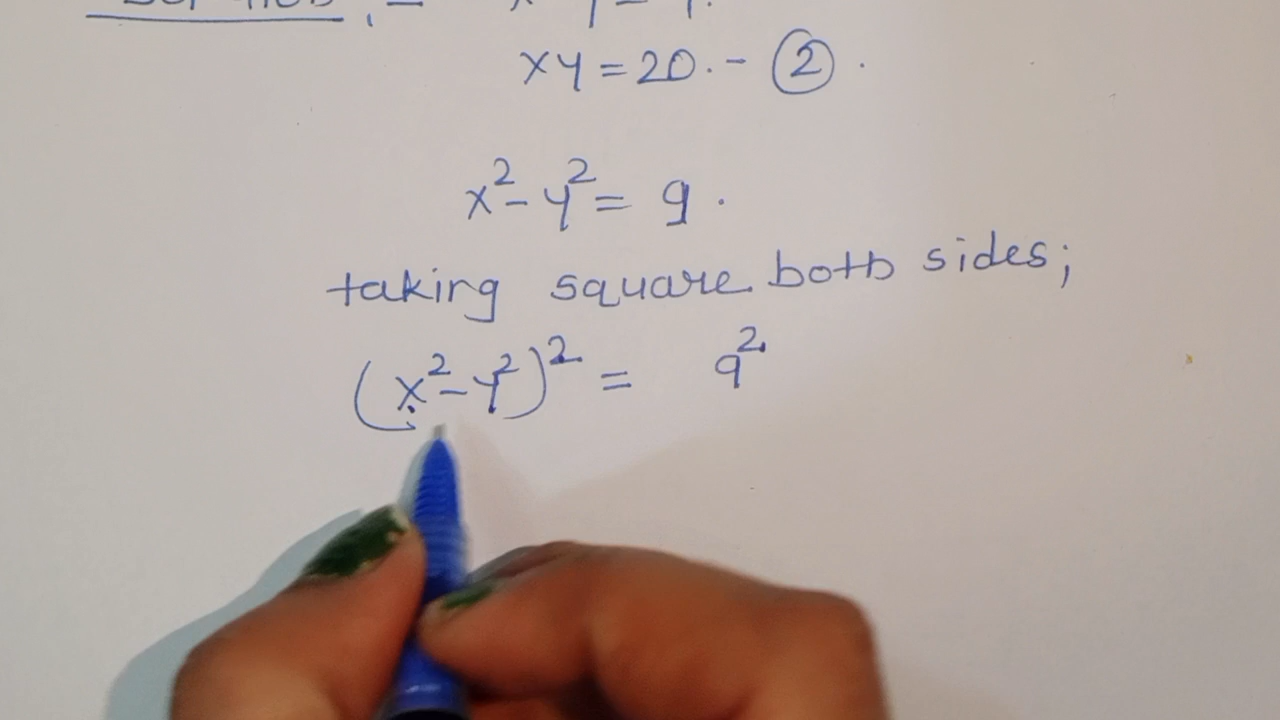 xy = 20. - ②.
x² - y² = 9.
taking square both sides;
(x² - y²)² = 9²